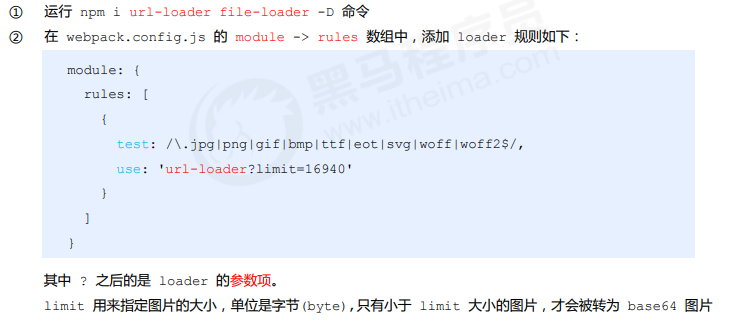 ① 运行 npm i url-loader file-loader -D 命令
② 在 webpack.config.js 的 module -> rules 数组中，添加 loader 规则如下：
module: {
rules: [
{
test: /\.jpg|png|gif|bmp|ttf|eot|svg|woff|woff2$/,
use: 'url-loader?limit=16940'
}
]
}
其中 ? 之后的是 loader 的参数项。
limit 用来指定图片的大小，单位是字节(byte),只有小于 limit 大小的图片，才会被转为 base64 图片
黑马程序员
www.itheima.com